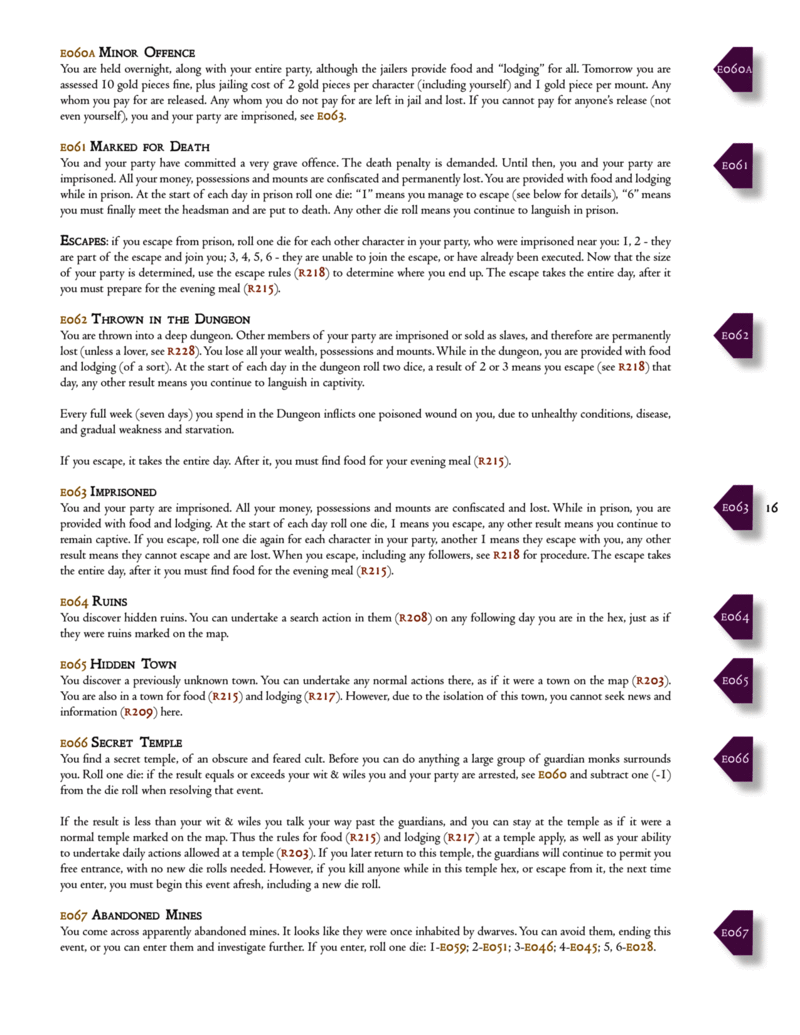 E060A MINOR OFFENCE
You are held overnight, along with your entire party, although the jailers provide food and “lodging” for all. Tomorrow you are
assessed 10 gold pieces fine, plus jailing cost of 2 gold pieces per character (including yourself) and 1 gold piece per mount. Any
whom you pay for are released. Any whom you do not pay for are left in jail and lost. If you cannot pay for anyone’s release (not
even yourself), you and your party are imprisoned, see E063.
E060A
E061 MARKED FOR DEATH
You and your party have committed a very grave offence. The death penalty is demanded. Until then, you and your party are
imprisoned. All your money, possessions and mounts are confiscated and permanently lost. You are provided with food and lodging
while in prison. At the start of each day in prison roll one die: “1” means you manage to escape (see below for details), “6” means
you must finally meet the headsman and are put to death. Any other die roll means you continue to languish in prison.
E061
ESCAPES: if you escape from prison, roll one die for each other character in your party, who were imprisoned near you: 1, 2 - they
are part of the escape and join you; 3, 4, 5, 6 - they are unable to join the escape, or have already been executed. Now that the size
of your party is determined, use the escape rules (R218) to determine where you end up. The escape takes the entire day, after it
you must prepare for the evening meal (R215).
E062 THROWN IN THE DUNGEON
You are thrown into a deep dungeon. Other members of your party are imprisoned or sold as slaves, and therefore are permanently
lost (unless a lover, see R228). You lose all your wealth, possessions and mounts. While in the dungeon, you are provided with food
and lodging (of a sort). At the start of each day in the dungeon roll two dice, a result of 2 or 3 means you escape (see R218) that
day, any other result means you continue to languish in captivity.
E062
Every full week (seven days) you spend in the Dungeon inflicts one poisoned wound on you, due to unhealthy conditions, disease,
and gradual weakness and starvation.
If you escape, it takes the entire day. After it, you must find food for your evening meal (R215).
E063 IMPRISONED
You and your party are imprisoned. All your money, possessions and mounts are confiscated and lost. While in prison, you are
provided with food and lodging. At the start of each day roll one die, 1 means you escape, any other result means you continue to
remain captive. If you escape, roll one die again for each character in your party, another 1 means they escape with you, any other
result means they cannot escape and are lost. When you escape, including any followers, see R218 for procedure. The escape takes
the entire day, after it you must find food for the evening meal (R215).
E063
16
E064 RUINS
You discover hidden ruins. You can undertake a search action in them (R208) on any following day you are in the hex, just as if
they were ruins marked on the map.
E064
E065 HIDDEN TOWN
You discover a previously unknown town. You can undertake any normal actions there, as if it were a town on the map (R203).
You are also in a town for food (R215) and lodging (R217). However, due to the isolation of this town, you cannot seek news and
information (R209) here.
E065
E066 SECRET TEMPLE
You find a secret temple, of an obscure and feared cult. Before you can do anything a large group of guardian monks surrounds
you. Roll one die: if the result equals or exceeds your wit & wiles you and your party are arrested, see E060 and subtract one (-1)
from the die roll when resolving that event.
E066
If the result is less than your wit & wiles you talk your way past the guardians, and you can stay at the temple as if it were a
normal temple marked on the map. Thus the rules for food (R215) and lodging (R217) at a temple apply, as well as your ability
to undertake daily actions allowed at a temple (R203). If you later return to this temple, the guardians will continue to permit you
free entrance, with no new die rolls needed. However, if you kill anyone while in this temple hex, or escape from it, the next time
you enter, you must begin this event afresh, including a new die roll.
E067 ABANDONED MINES
You come across apparently abandoned mines. It looks like they were once inhabited by dwarves. You can avoid them, ending this
event, or you can enter them and investigate further. If you enter, roll one die: 1-E059; 2-E051; 3-E046; 4-E045; 5, 6-E028.
E067